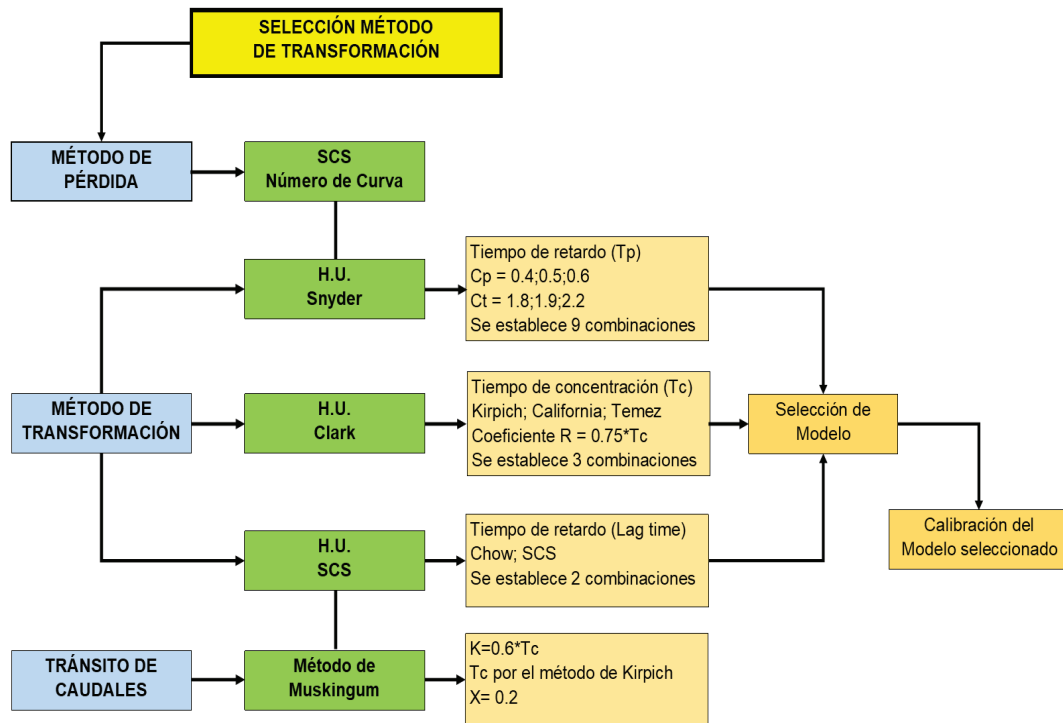 SELECCIÓN MÉTODO
DE TRANSFORMACIÓN
MÉTODO DE
PÉRDIDA
SCS
Número de Curva
H.U.
Snyder
Tiempo de retardo (Tp)
Cp = 0.4;0.5;0.6
Ct = 1.8;1.9;2.2
Se establece 9 combinaciones
MÉTODO DE
TRANSFORMACIÓN
H.U.
Clark
Tiempo de concentración (Tc)
Kirpich; California; Temez
Coeficiente R = 0.75*Tc
Se establece 3 combinaciones
Selección de
Modelo
Calibración del
Modelo seleccionado
H.U.
SCS
Tiempo de retardo (Lag time)
Chow; SCS
Se establece 2 combinaciones
TRÁNSITO DE
CAUDALES
Método de
Muskingum
K=0.6*Tc
Tc por el método de Kirpich
X= 0.2